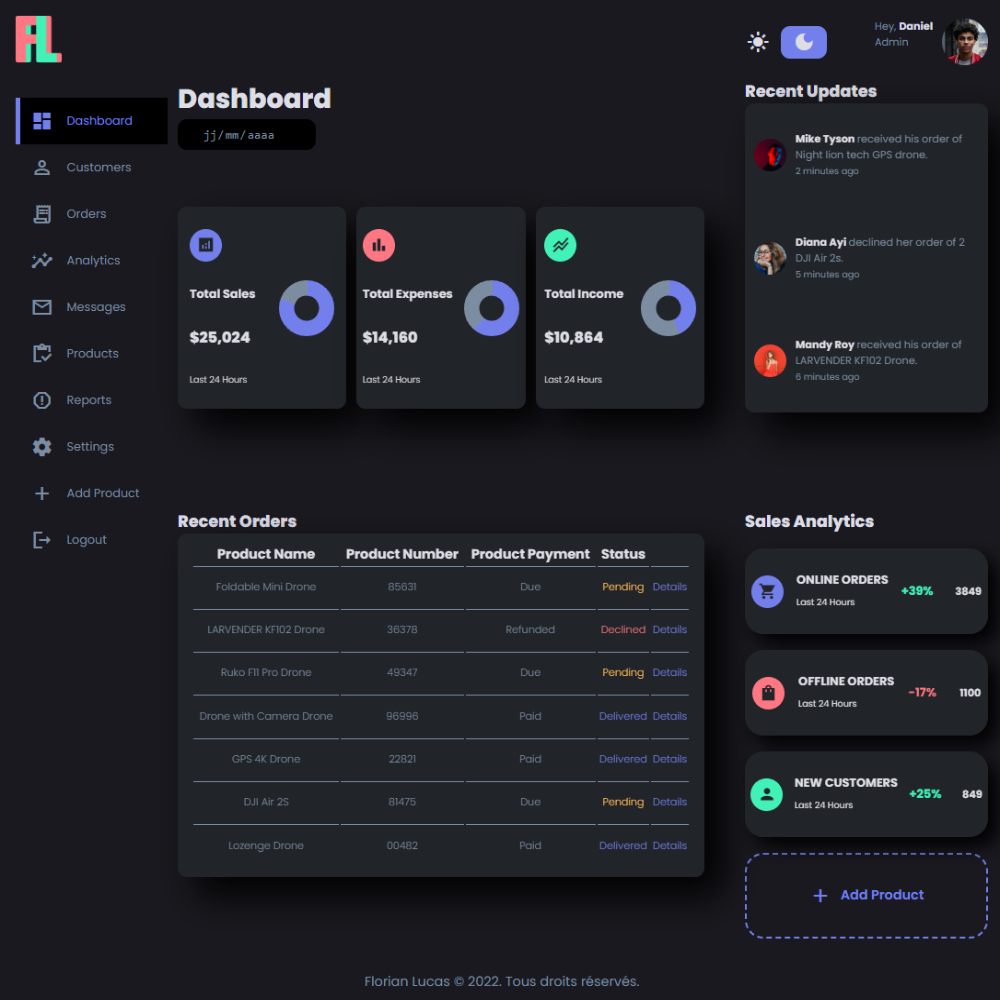 FL
Hey, Daniel
Admin
Dashboard
Customers
Orders
Analytics
Messages
Products
Reports
Settings
Add Product
Logout
Dashboard
jj/mm/aaaa
Total Sales
$25,024
Last 24 Hours
Total Expenses
$14,160
Last 24 Hours
Total Income
$10,864
Last 24 Hours
Recent Updates
Mike Tyson received his order of
Night lion tech GPS drone.
2 minutes ago
Diana Ayi declined her order of 2
DJI Air 2s.
5 minutes ago
Mandy Roy received his order of
LARVENDER KF102 Drone.
6 minutes ago
Recent Orders
Product Name Product Number Product Payment Status
Foldable Mini Drone 85631 Due Pending Details
LARVENDER KF102 Drone 36378 Refunded Declined Details
Ruko F11 Pro Drone 49347 Due Pending Details
Drone with Camera Drone 96996 Paid Delivered Details
GPS 4K Drone 22821 Paid Delivered Details
DJI Air 2S 81475 Due Pending Details
Lozenge Drone 00482 Paid Delivered Details
Sales Analytics
ONLINE ORDERS
Last 24 Hours
+39%
3849
OFFLINE ORDERS
Last 24 Hours
-17%
1100
NEW CUSTOMERS
Last 24 Hours
+25%
849
Add Product
Florian Lucas © 2022. Tous droits réservés.